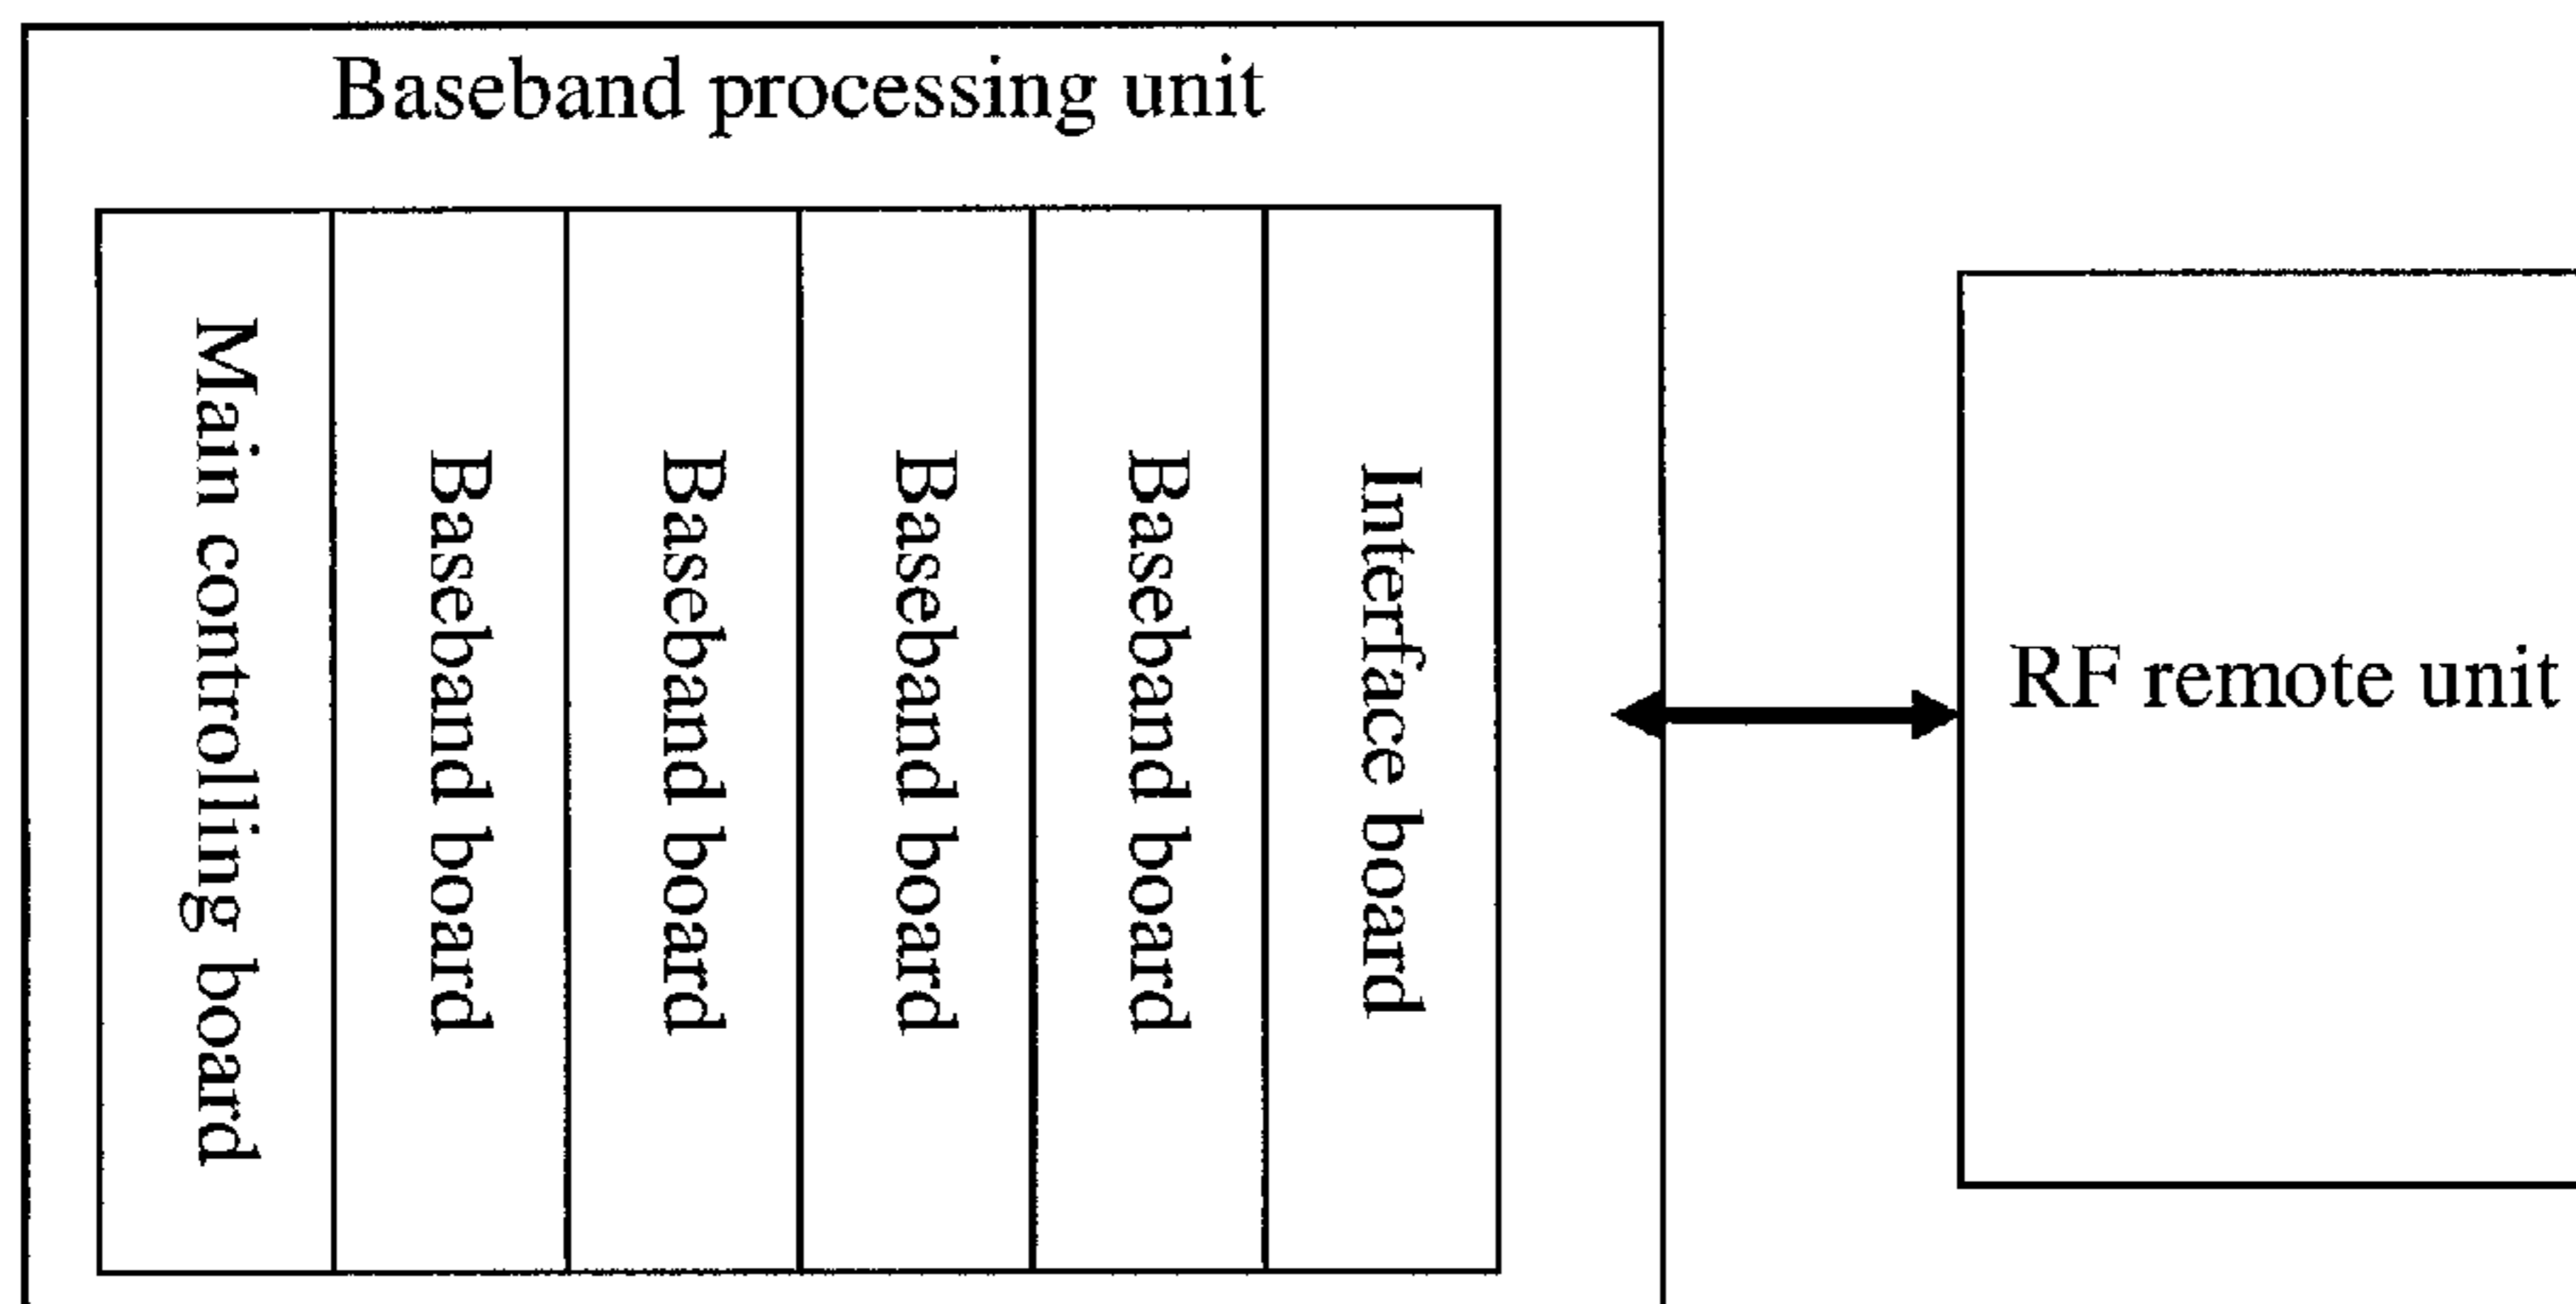 Baseband processing unit
Main controlling board
Baseband board
Baseband board
Baseband board
Baseband board
Interface board
RF remote unit